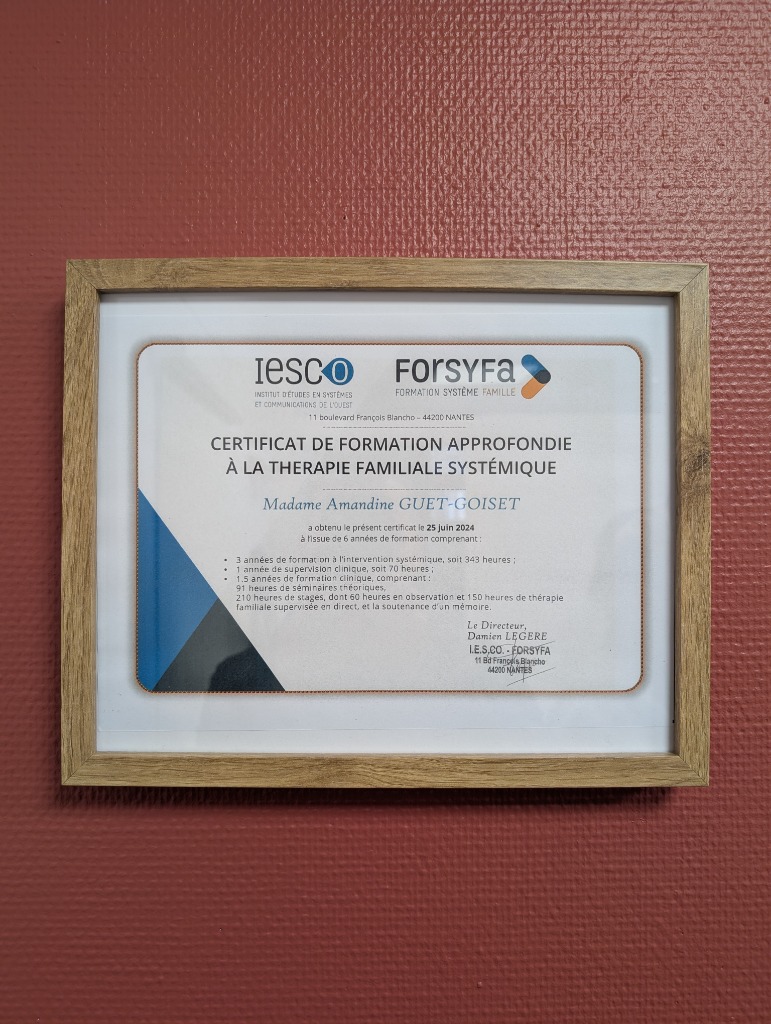 IESCO
INSTITUT D'ÉTUDES EN SYSTÈMES
ET COMMUNICATIONS DE L'OUEST
FORSYFA
FORMATION SYSTÈME FAMILLE
11 boulevard François Blancho – 44200 NANTES
CERTIFICAT DE FORMATION APPROFONDIE
À LA THERAPIE FAMILIALE SYSTÉMIQUE
Madame Amandine GUET-GOISET
a obtenu le présent certificat le 25 juin 2024
à l'issue de 6 années de formation comprenant :
• 3 années de formation à l'intervention systémique, soit 343 heures ;
• 1 année de supervision clinique, soit 70 heures ;
• 1.5 années de formation clinique, comprenant :
91 heures de séminaires théoriques,
210 heures de stages, dont 60 heures en observation et 150 heures de thérapie
familiale supervisée en direct, et la soutenance d'un mémoire.
Le Directeur,
Damien LEGERE
I.E.S.CO. - FORSYFA
11 Bd François Blancho
44200 NANTES